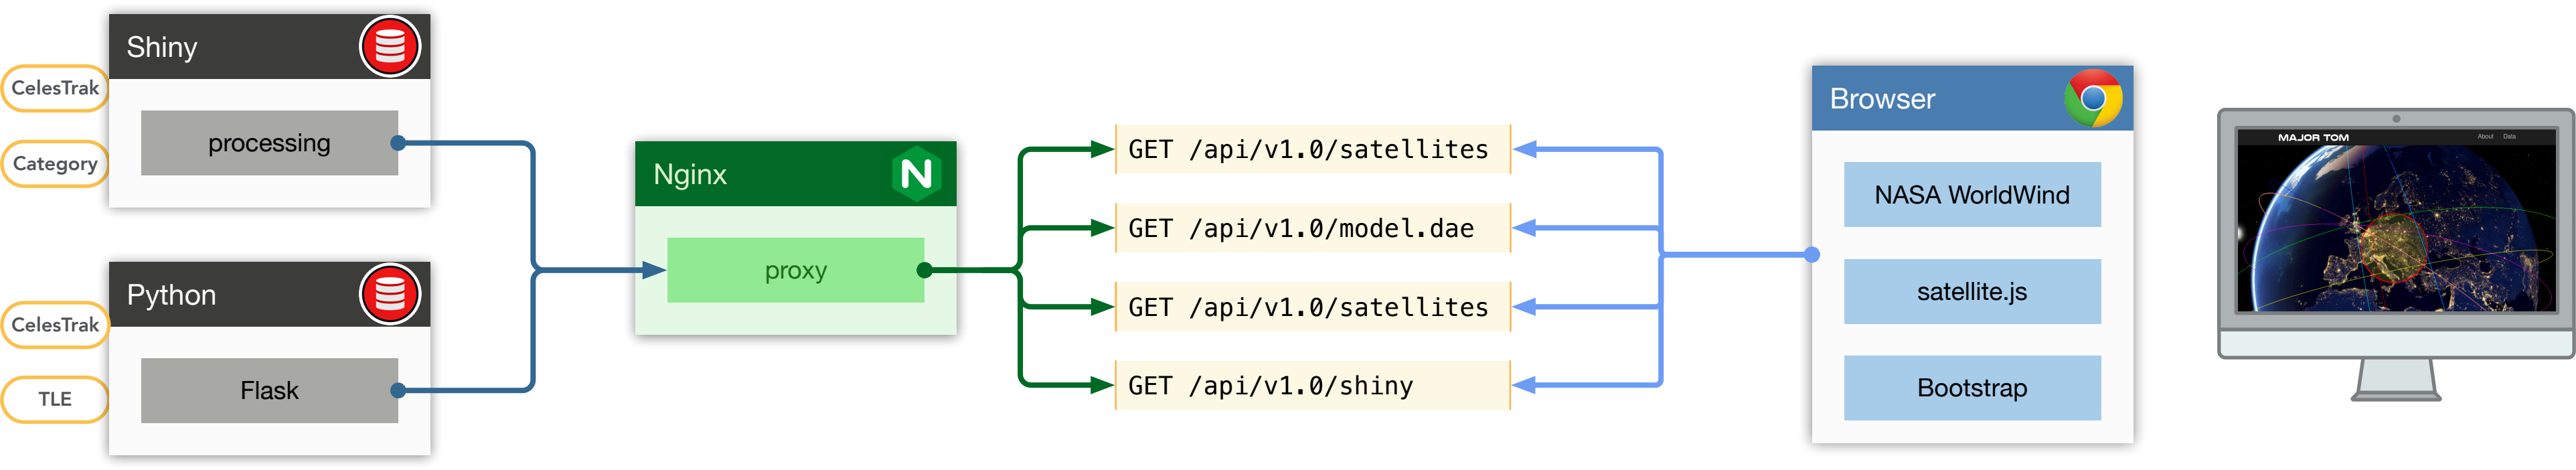 Shiny
CelesTrak
Category
processing
Python
CelesTrak
TLE
Flask
Nginx
N
proxy
GET /api/v1.0/satellites
GET /api/v1.0/model.dae
GET /api/v1.0/satellites
GET /api/v1.0/shiny
Browser
NASA WorldWind
satellite.js
Bootstrap
MAJOR TOM
About Data